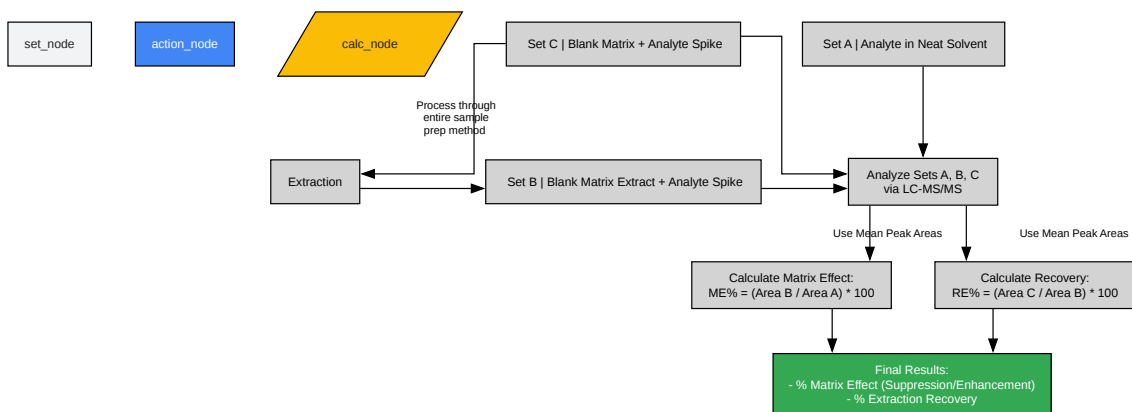 set_node
action_node
calc_node
Set C | Blank Matrix + Analyte Spike
Set A | Analyte in Neat Solvent
Process through
entire sample
prep method
Extraction
Set B | Blank Matrix Extract + Analyte Spike
Analyze Sets A, B, C
via LC-MS/MS
Use Mean Peak Areas
Use Mean Peak Areas
Calculate Matrix Effect:
ME% = (Area B / Area A) * 100
Calculate Recovery:
RE% = (Area C / Area B) * 100
Final Results:
- % Matrix Effect (Suppression/Enhancement)
- % Extraction Recovery